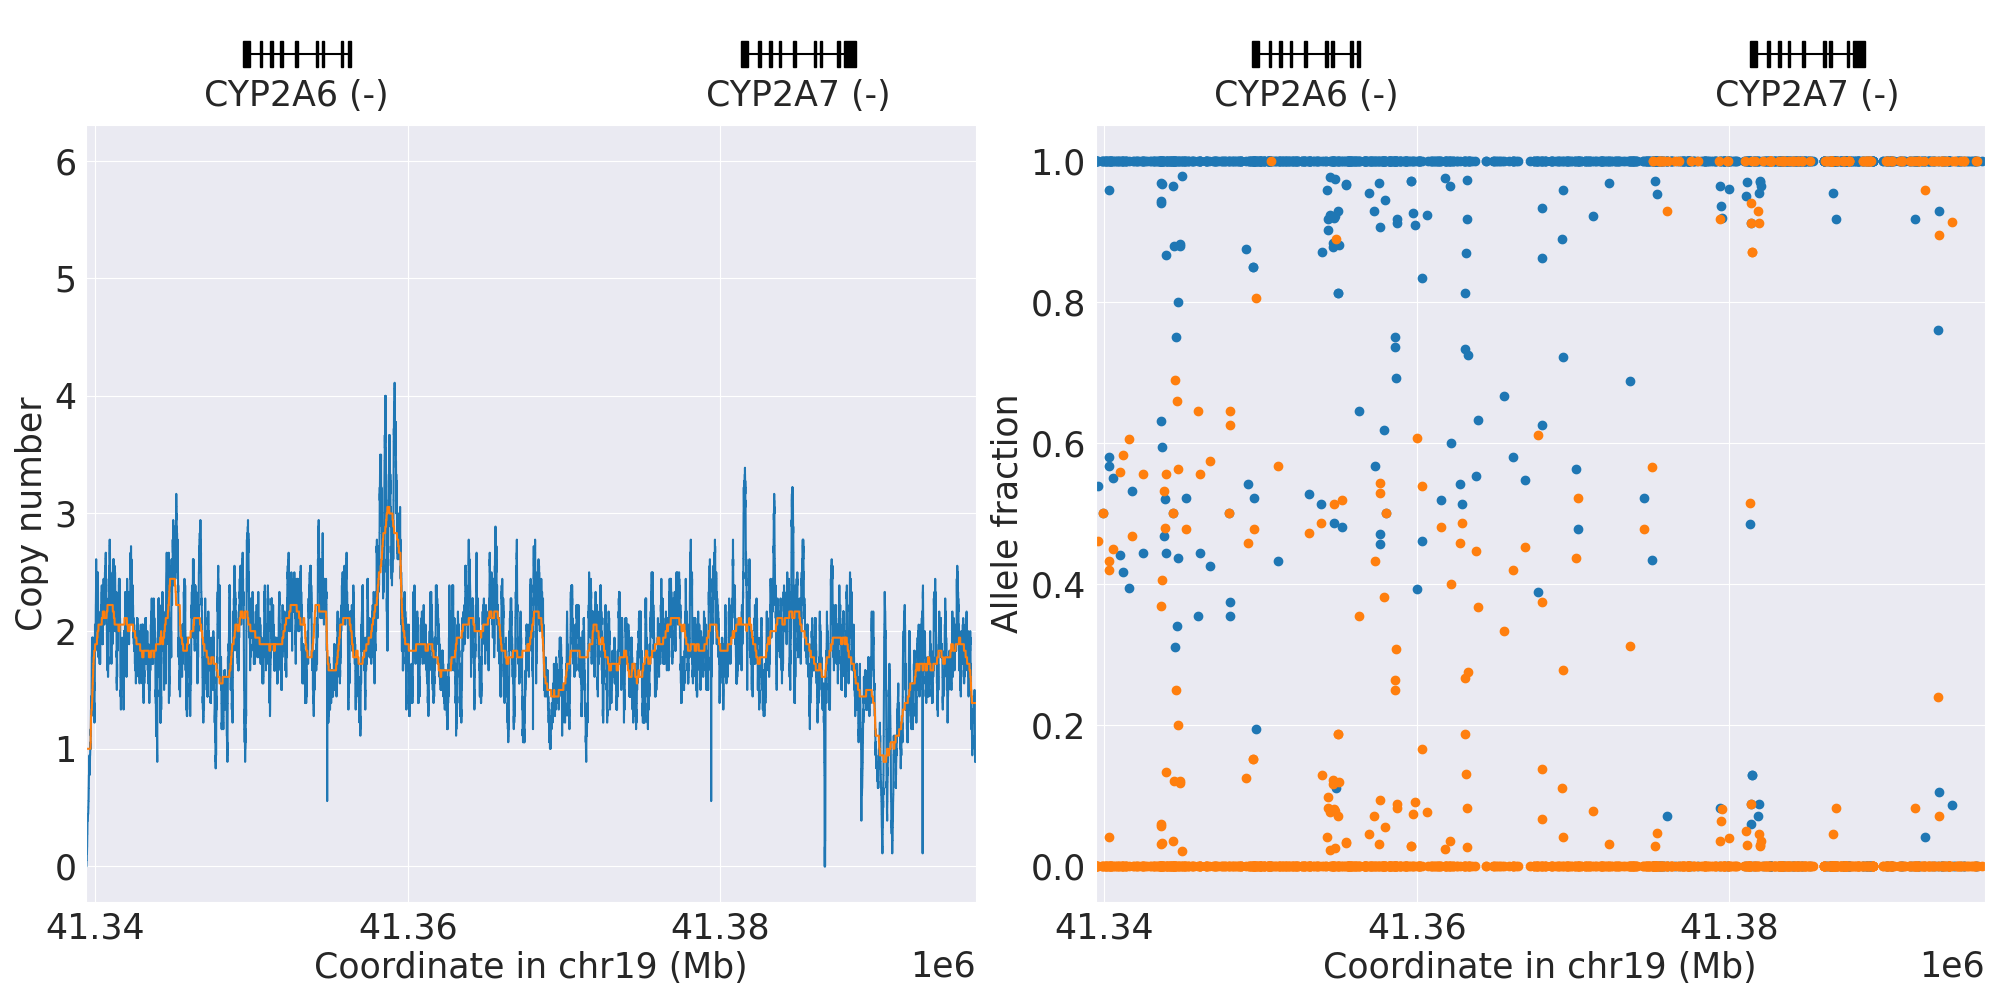 CYP2A6 (-)
CYP2A7 (-)
6
5
4
3
2
1
0
Copy number
41.34
41.36
41.38
Coordinate in chr19 (Mb)
1e6
CYP2A6 (-)
CYP2A7 (-)
1.0
0.8
0.6
0.4
0.2
0.0
Allele fraction
41.34
41.36
41.38
Coordinate in chr19 (Mb)
1e6